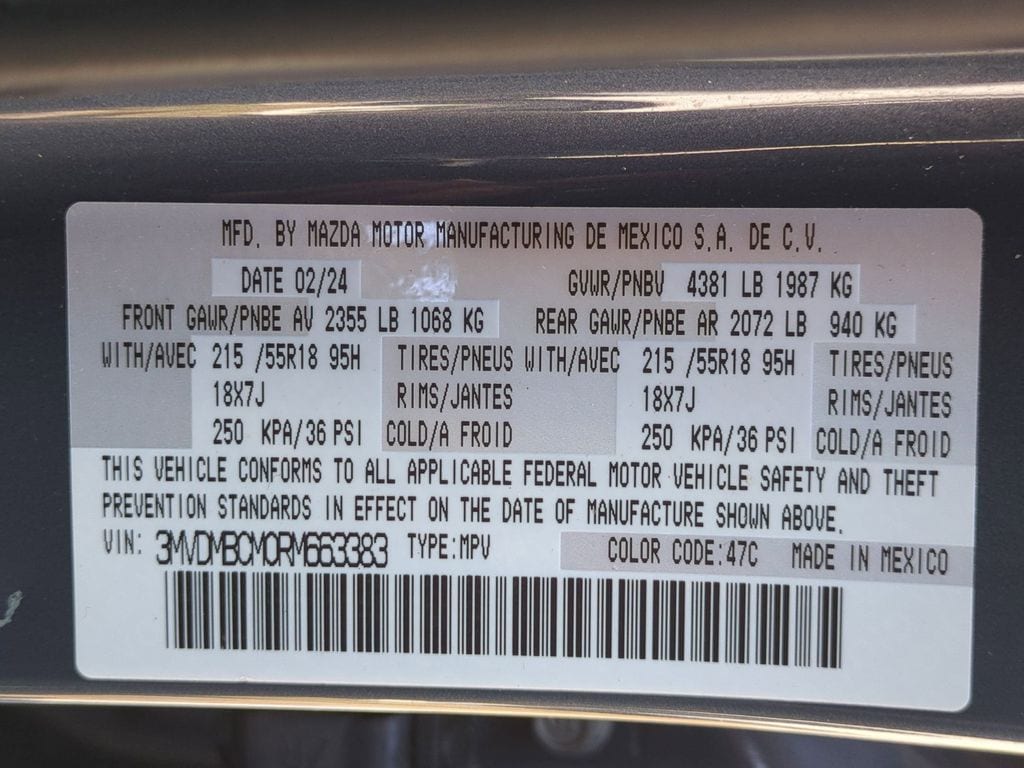 MFD. BY MAZDA MOTOR MANUFACTURING DE MEXICO S.A. DE C.V.
DATE 02/24 GVWR/PNBV 4381 LB 1987 KG
FRONT GAWR/PNBE AV 2355 LB 1068 KG REAR GAWR/PNBE AR 2072 LB 940 KG
WITH/AVEC 215 /55R18 95H TIRES/PNEUS WITH/AVEC 215 /55R18 95H TIRES/PNEUS
18X7J RIMS/JANTES 18X7J RIMS/JANTES
250 KPA/36 PSI COLD/A FROID 250 KPA/36 PSI COLD/A FROID
THIS VEHICLE CONFORMS TO ALL APPLICABLE FEDERAL MOTOR VEHICLE SAFETY AND THEFT
PREVENTION STANDARDS IN EFFECT ON THE DATE OF MANUFACTURE SHOWN ABOVE.
VIN: 3MVDMBCM0RM663383 TYPE:MPV COLOR CODE:47C MADE IN MEXICO